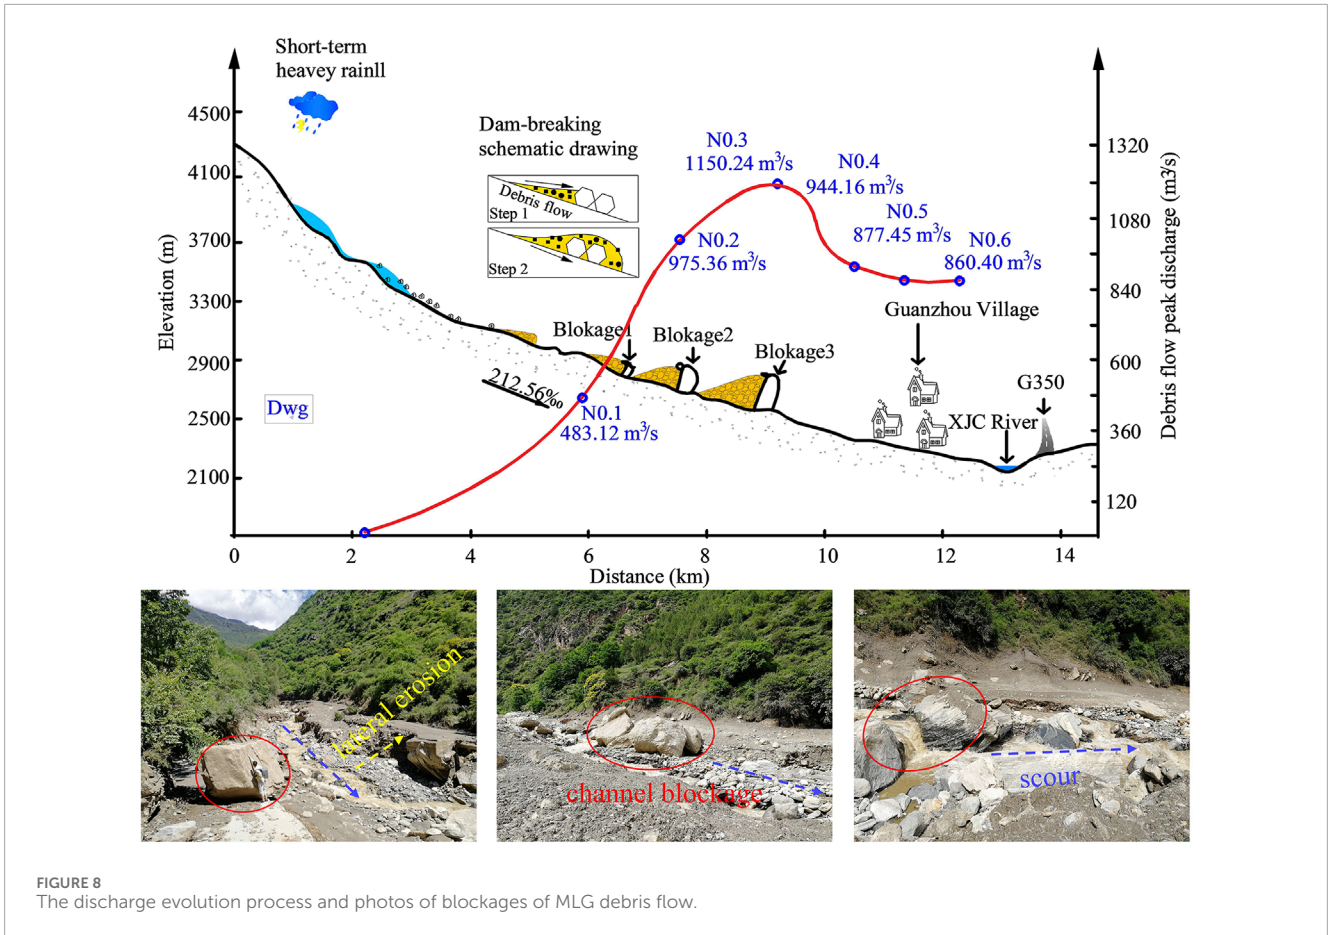 Short-term
heavey rainll
Elevation (m)
4500
4100
3700
3300
2900
2500
2100
Dam-breaking
schematic drawing
Debris flow
Step 1
Step 2
N0.3
1150.24 m³/s
N0.4
944.16 m³/s
N0.5
877.45 m³/s
N0.2
975.36 m³/s
N0.6
860.40 m³/s
Guanzhou Village
Blokage1
Blokage2
Blokage3
G350
XJC River
212.56‰
Dwg
N0.1
483.12 m³/s
1320
1080
840
600
360
120
Debris flow peak discharge (m3/s)
0
2
4
6
8
10
12
14
Distance (km)
lateral erosion
channel blockage
scour
FIGURE 8
The discharge evolution process and photos of blockages of MLG debris flow.